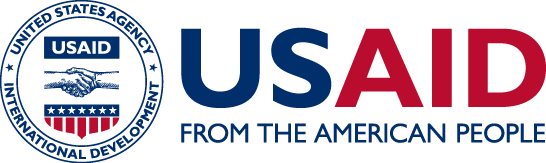 UNITED STATES AGENCY
USAID
INTERNATIONAL DEVELOPMENT
USAID
FROM THE AMERICAN PEOPLE